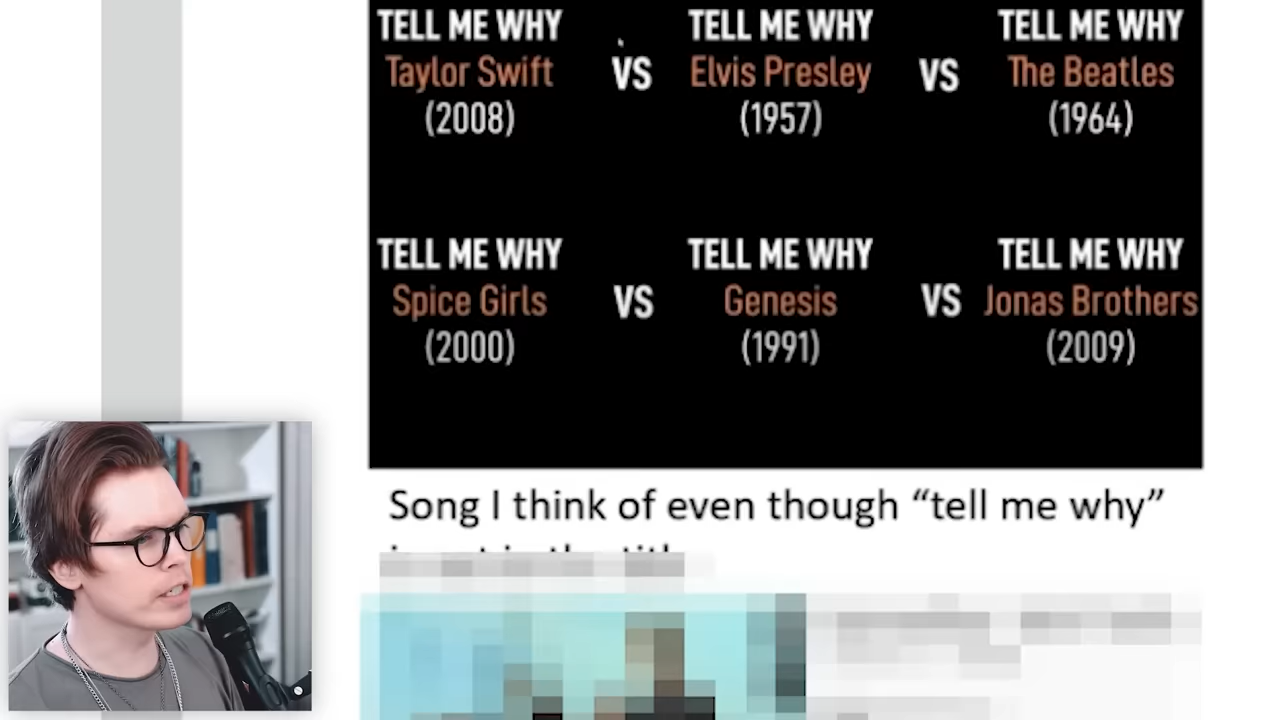 TELL ME WHY TELL ME WHY TELL ME WHY
Taylor Swift VS Elvis Presley VS The Beatles
(2008) (1957) (1964)
TELL ME WHY TELL ME WHY TELL ME WHY
Spice Girls VS Genesis VS Jonas Brothers
(2000) (1991) (2009)
Song I think of even though “tell me why”